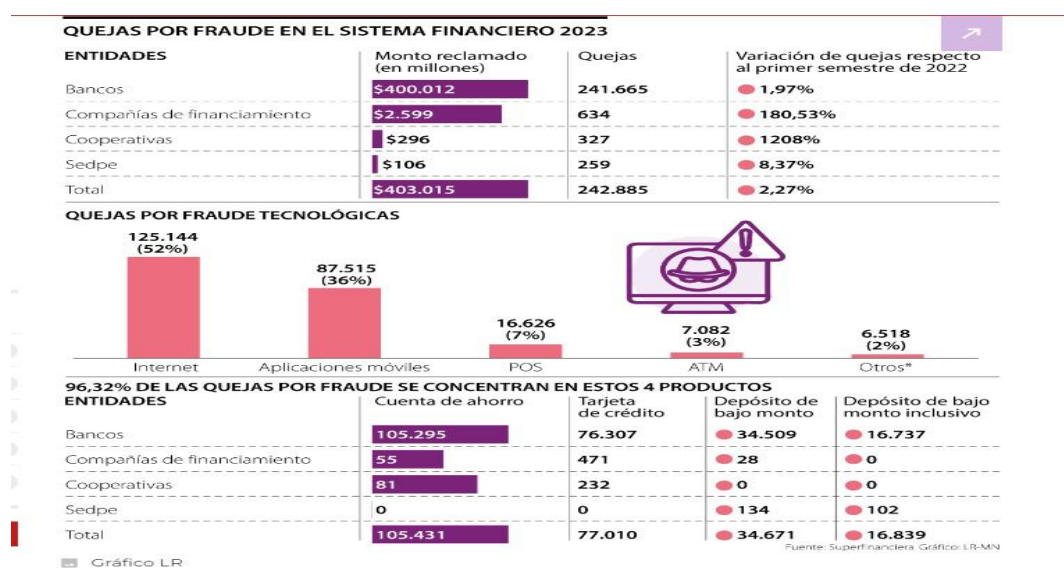 QUEJAS POR FRAUDE EN EL SISTEMA FINANCIERO 2023
ENTIDADES Monto reclamado (en millones) Quejas Variación de quejas respecto al primer semestre de 2022
Bancos $400.012 241.665 1,97%
Compañías de financiamiento $2.599 634 180,53%
Cooperativas $296 327 1208%
Sedpe $106 259 8,37%
Total $403.015 242.885 2,27%
QUEJAS POR FRAUDE TECNOLÓGICAS
125.144
(52%)
87.515
(36%)
16.626
(7%)
7.082
(3%)
6.518
(2%)
Internet Aplicaciones móviles POS ATM Otros*
96,32% DE LAS QUEJAS POR FRAUDE SE CONCENTRAN EN ESTOS 4 PRODUCTOS
ENTIDADES Cuenta de ahorro Tarjeta de crédito Depósito de bajo monto Depósito de bajo monto inclusivo
Bancos 105.295 76.307 34.509 16.737
Compañías de financiamiento 55 471 28 0
Cooperativas 81 232 0 0
Sedpe 0 0 134 102
Total 105.431 77.010 34.671 16.839
Fuente: Superfinanciera Gráfico: LR-MN
Gráfico LR